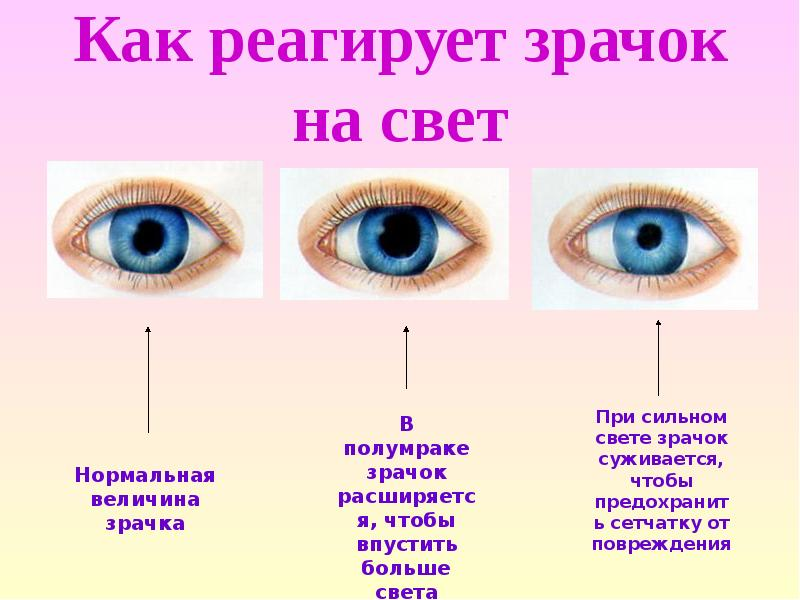 Как реагирует зрачок
на свет
Нормальная
величина
зрачка
В
полумраке
зрачок
расширяетс
я, чтобы
впустить
больше
света
При сильном
свете зрачок
суживается,
чтобы
предохранит
ь сетчатку от
повреждения